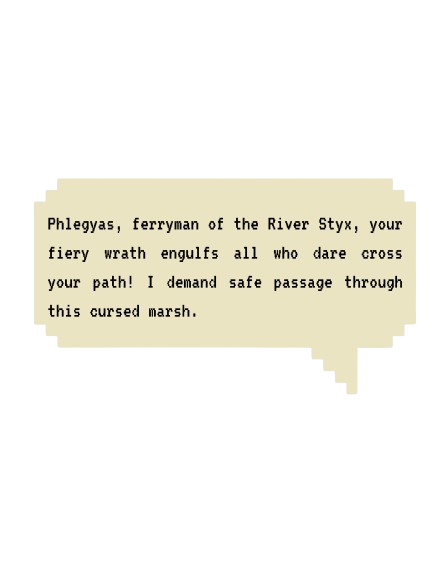 Phlegyas, ferryman of the River Styx, your
fiery wrath engulfs all who dare cross
your path! I demand safe passage through
this cursed marsh.